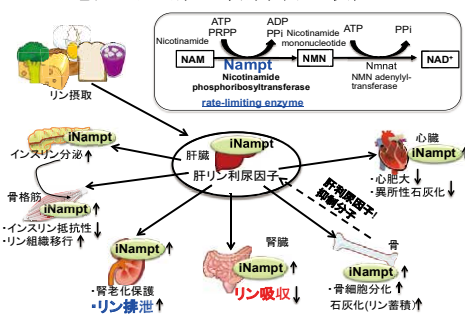 ATP
PRPP
ADP
PPi
ATP
PPi
Nicotinamide
Nicotinamide
mononucleotide
NAM
Nampt
NMN
Nmnat
NAD⁺
Nicotinamide
phosphoribosyltransferase
NMN adenylyl-
transferase
rate-limiting enzyme
リン摂取
iNampt
インスリン分泌↑
肝臓
iNampt↑
肝リン利尿因子
心臓
iNampt↑
・心肥大↓
・異所性石灰化↓
骨格筋
iNampt↑
・インスリン抵抗性↓
・リン組織移行↑
肝利尿因子↓
抑制分子
iNampt↑
・腎老化保護
・リン排泄↑
腎臓
iNampt↑
リン吸収↓
骨
iNampt↑
・骨細胞分化↑
石灰化(リン蓄積)↑